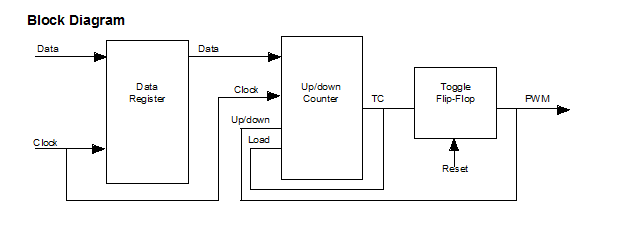 Block Diagram
Data
Data
Data
Register
Clock
Clock
Up/down
Counter
Up/down
Load
TC
Toggle
Flip-Flop
PWM
Reset